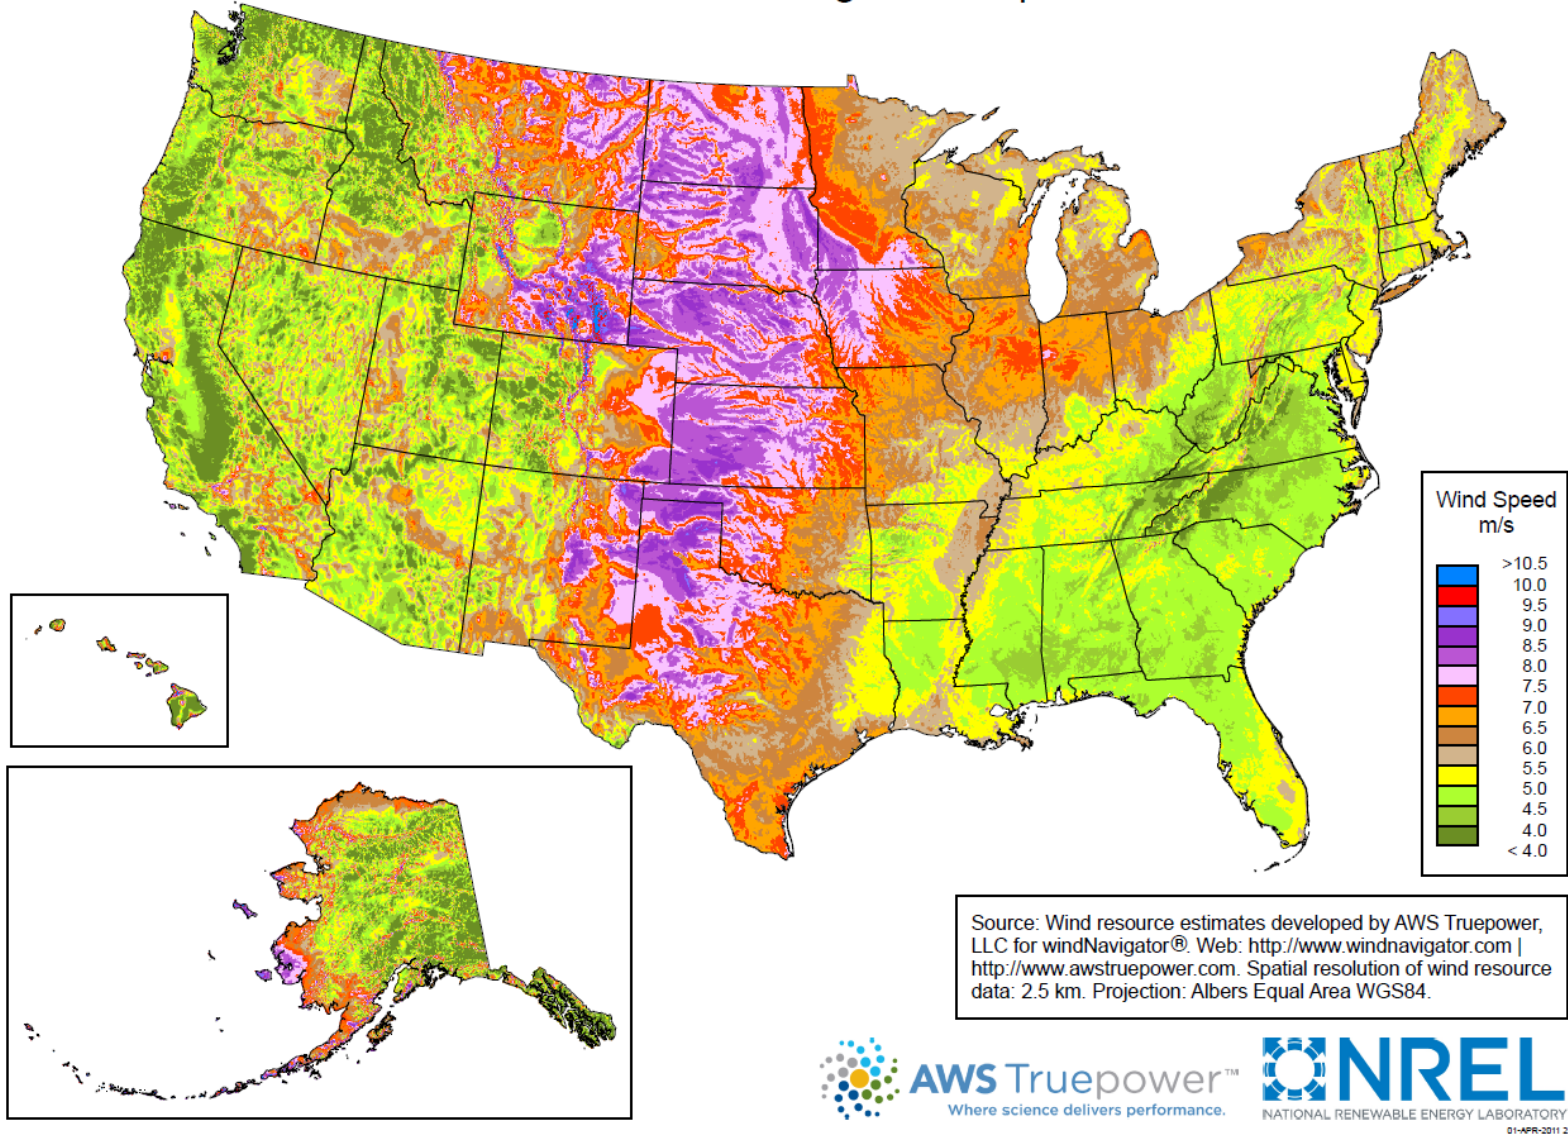 Wind Speed
m/s
>10.5
10.0
9.5
9.0
8.5
8.0
7.5
7.0
6.5
6.0
5.5
5.0
4.5
4.0
< 4.0
Source: Wind resource estimates developed by AWS Truepower,
LLC for windNavigator®. Web: http://www.windnavigator.com |
http://www.awstruepower.com. Spatial resolution of wind resource
data: 2.5 km. Projection: Albers Equal Area WGS84.
AWS Truepower™
Where science delivers performance.
NREL
NATIONAL RENEWABLE ENERGY LABORATORY
01-APR-2011 2